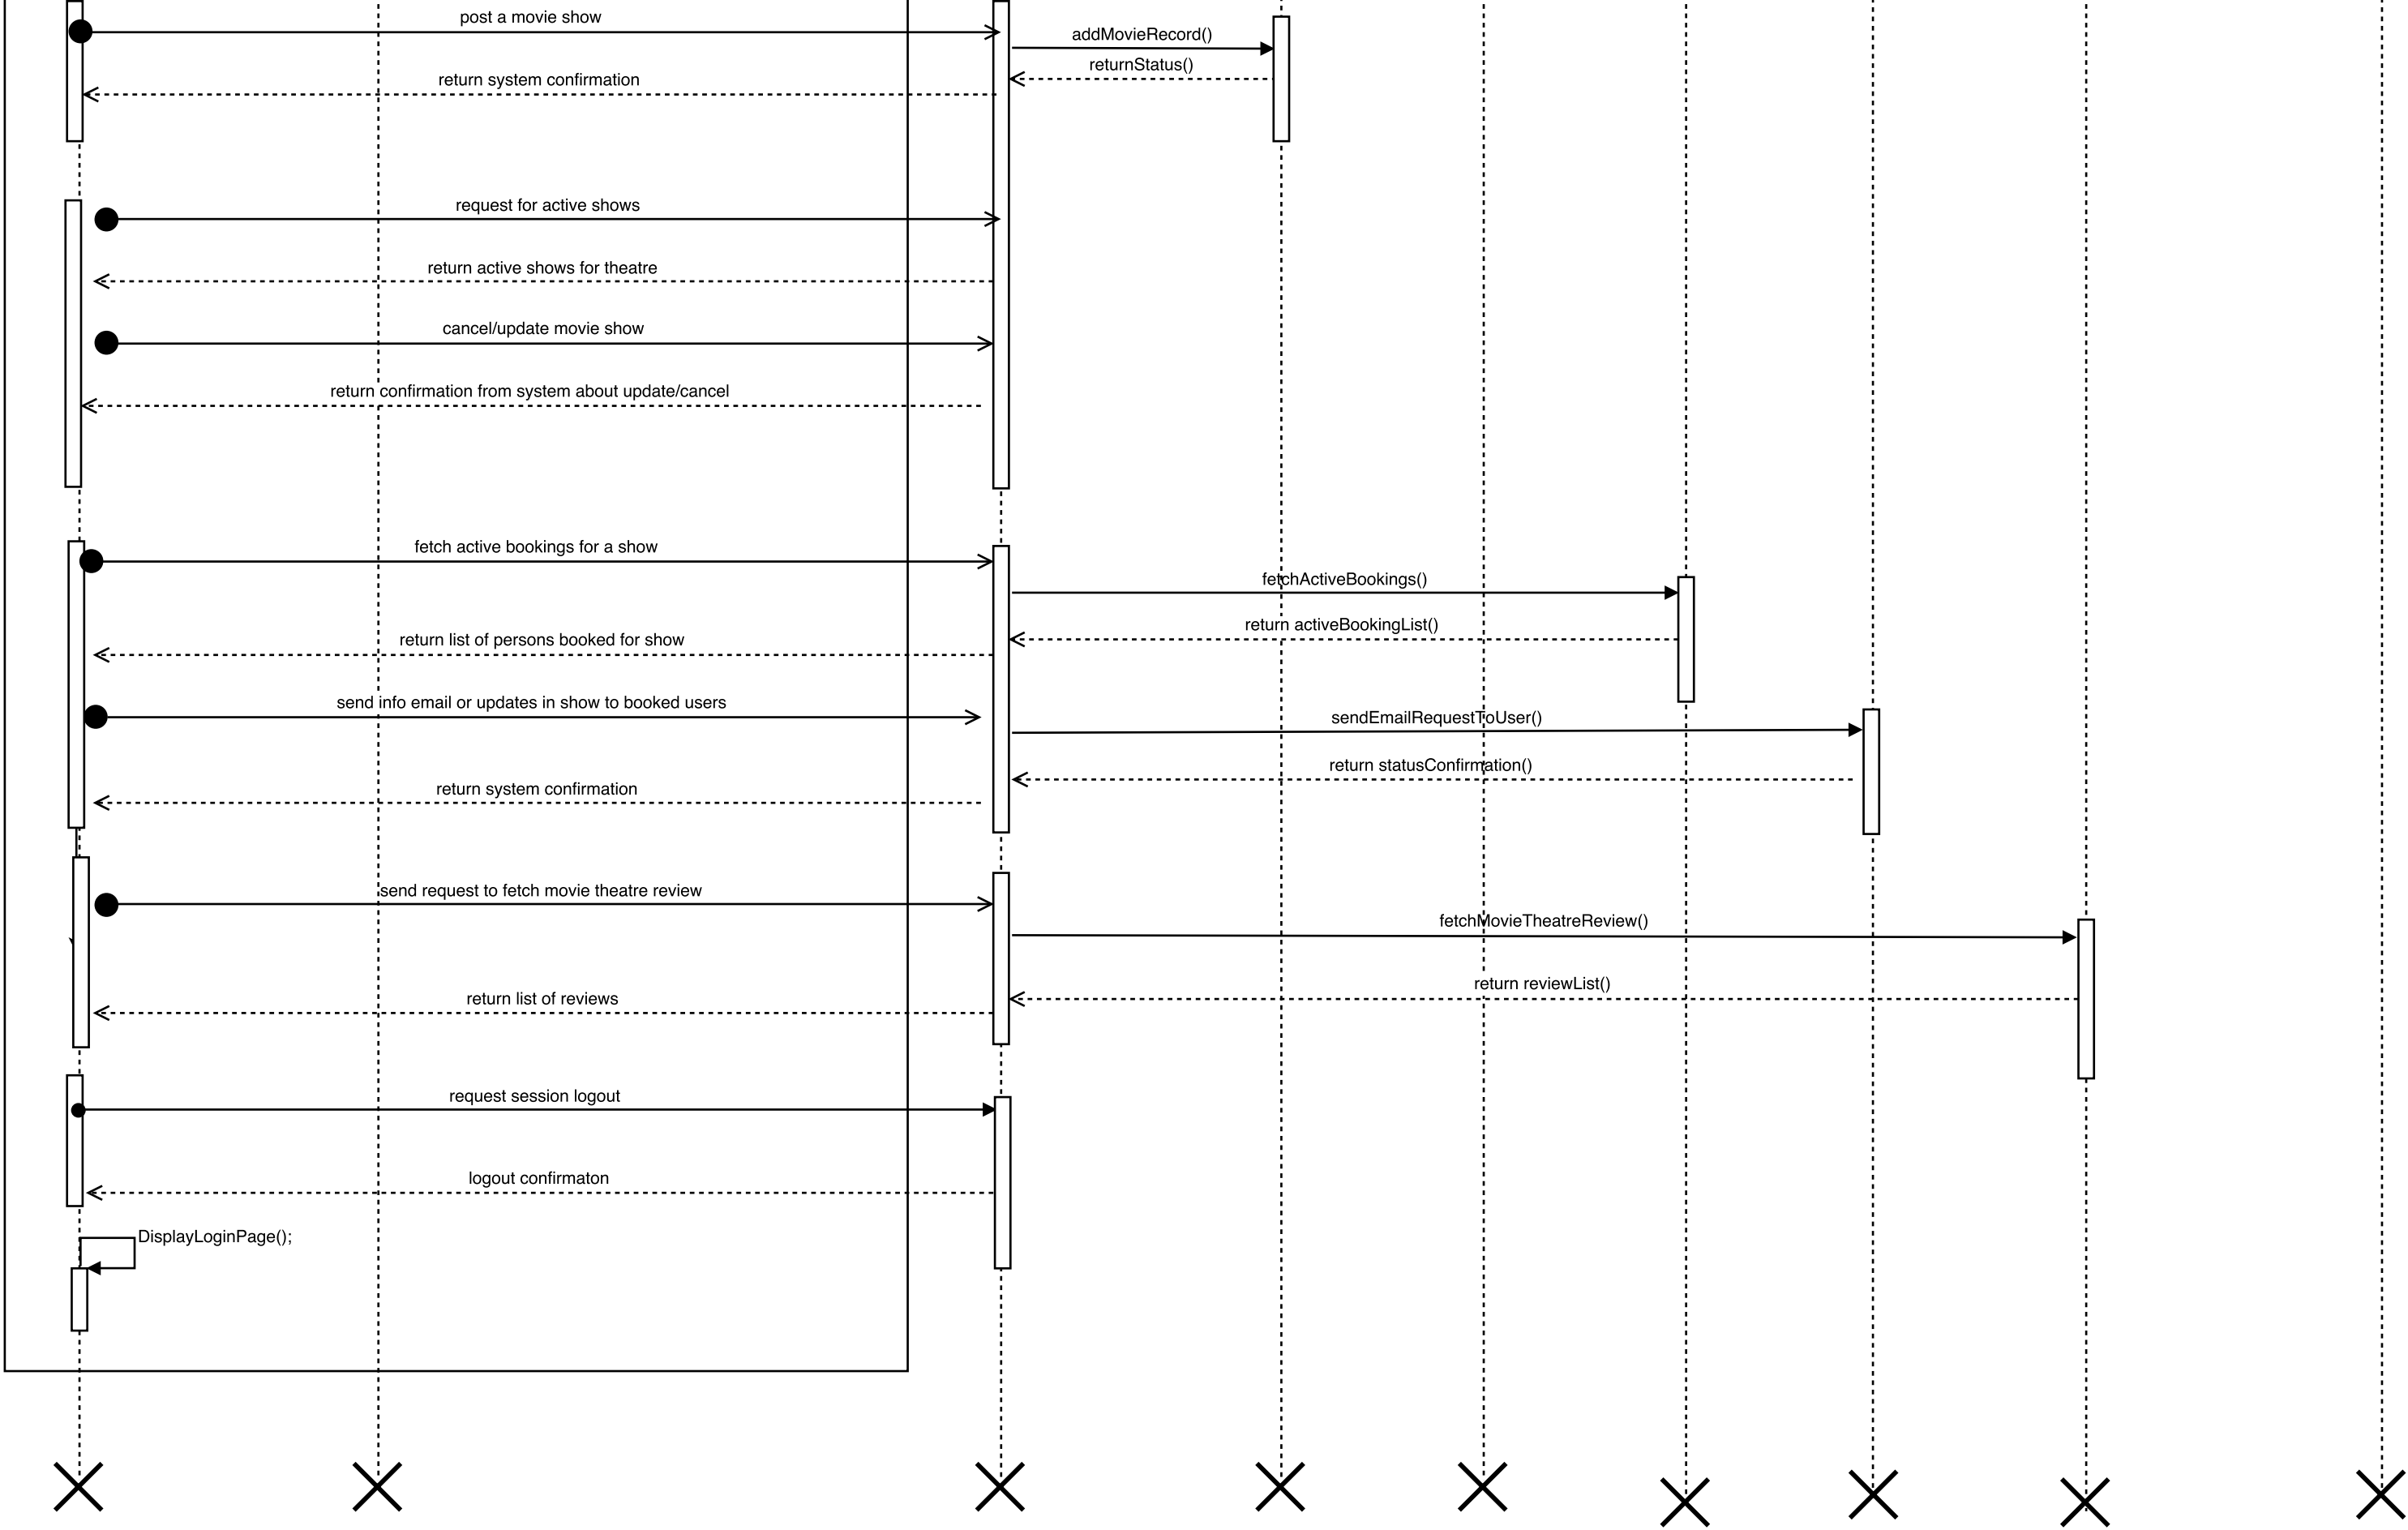 post a movie show
addMovieRecord()
returnStatus()
return system confirmation
request for active shows
return active shows for theatre
cancel/update movie show
return confirmation from system about update/cancel
fetch active bookings for a show
fetchActiveBookings()
return activeBookingList()
return list of persons booked for show
send info email or updates in show to booked users
sendEmailRequestToUser()
return statusConfirmation()
return system confirmation
send request to fetch movie theatre review
fetchMovieTheatreReview()
return reviewList()
return list of reviews
request session logout
logout confirmaton
DisplayLoginPage();